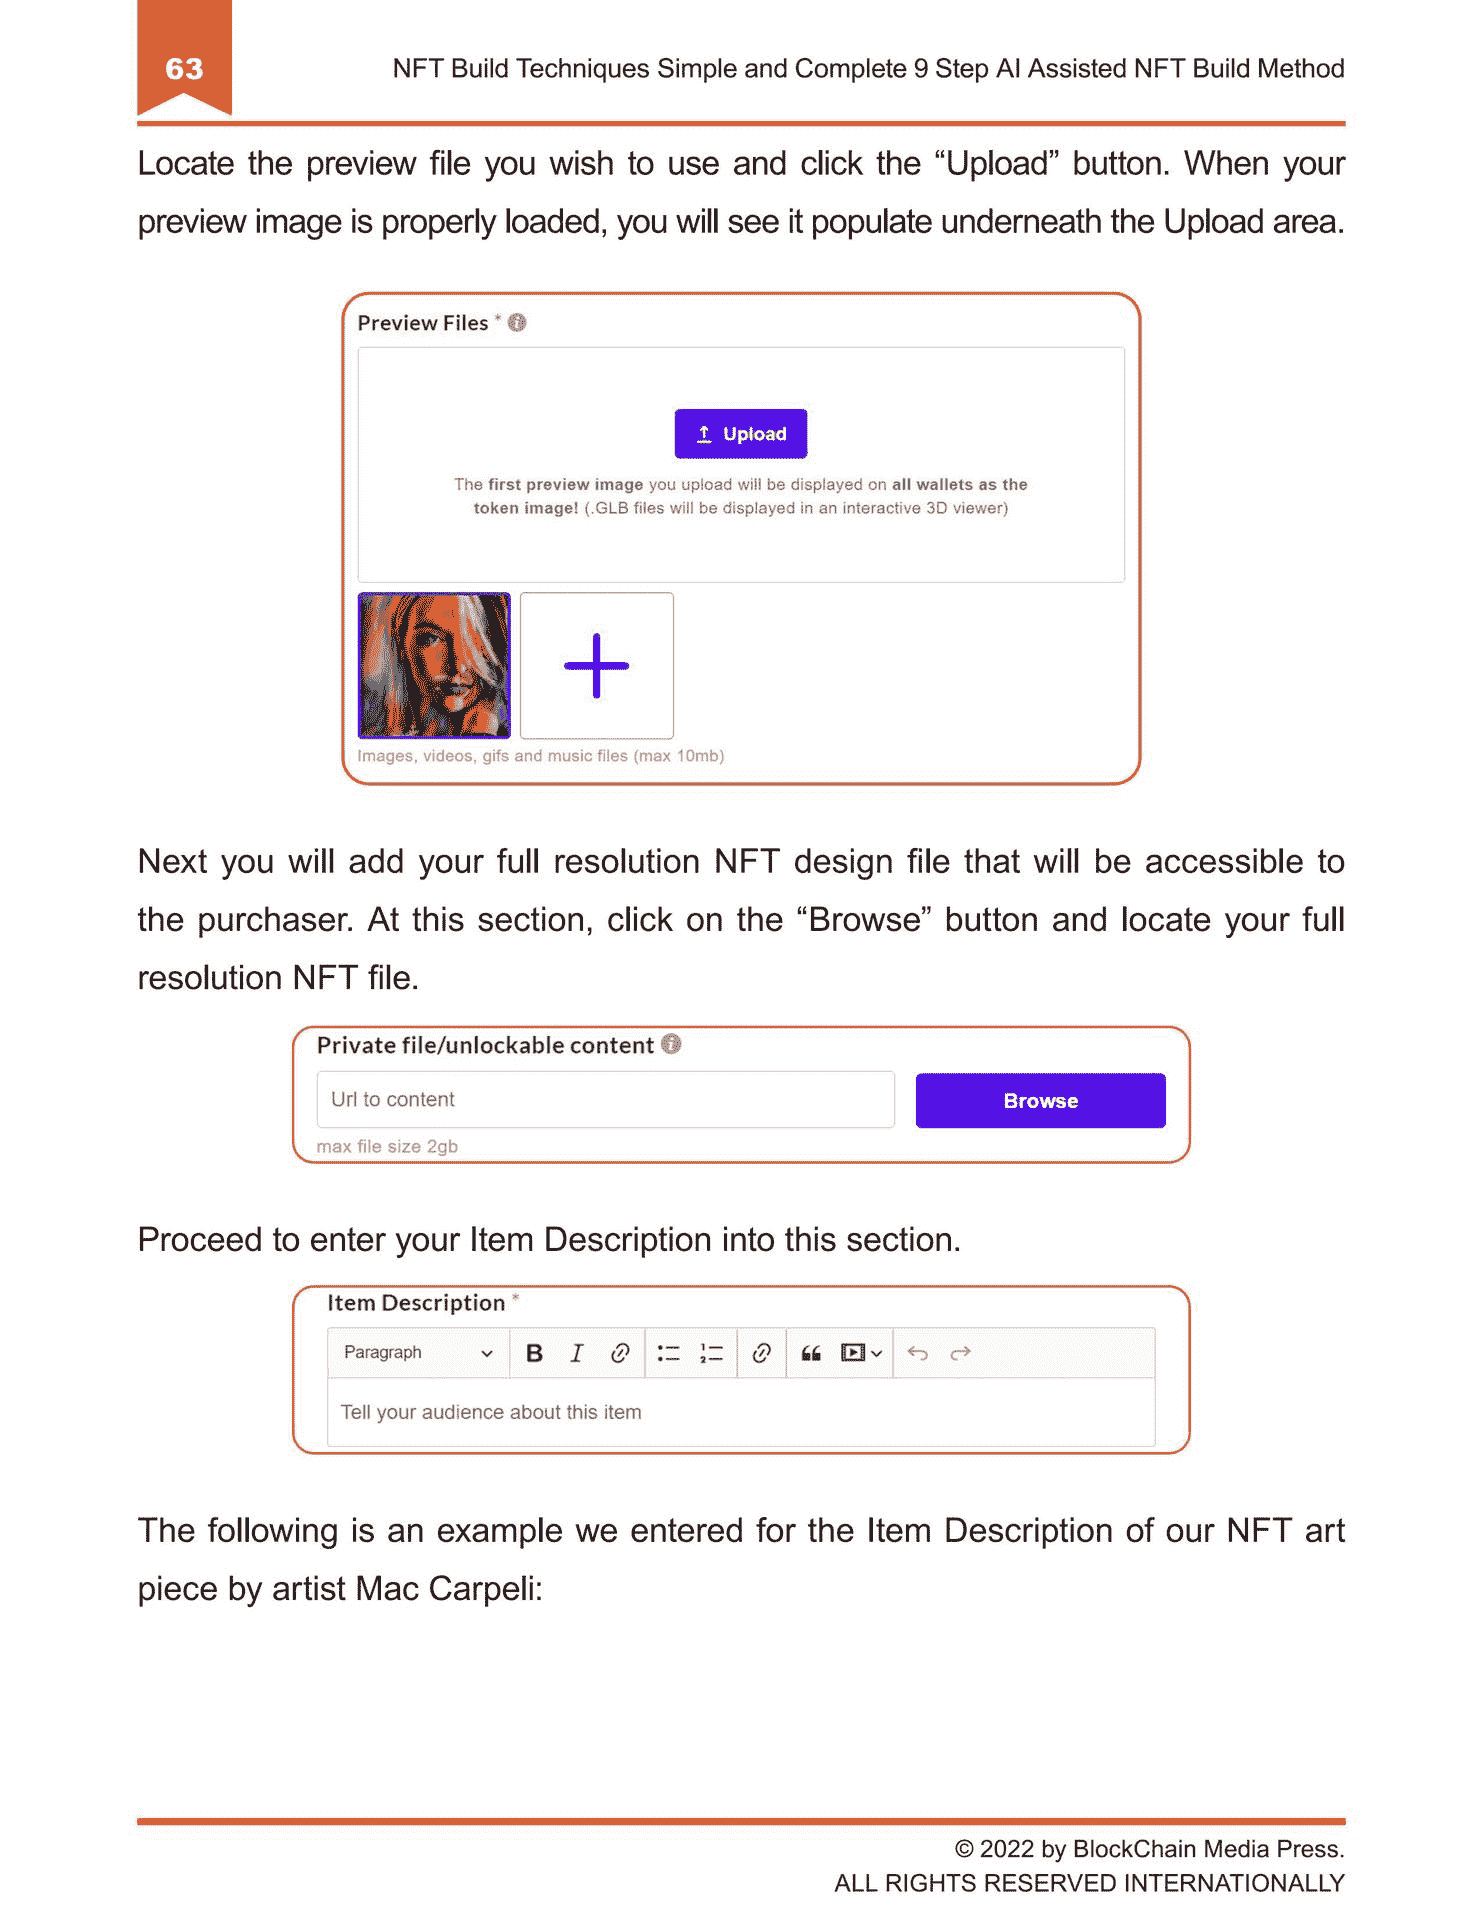 63
NFT Build Techniques Simple and Complete 9 Step AI Assisted NFT Build Method
Locate the preview file you wish to use and click the “Upload” button. When your
preview image is properly loaded, you will see it populate underneath the Upload area.
Preview Files *
Upload
The first preview image you upload will be displayed on all wallets as the
token image! (.GLB files will be displayed in an interactive 3D viewer)
Images, videos, gifs and music files (max 10mb)
Next you will add your full resolution NFT design file that will be accessible to
the purchaser. At this section, click on the “Browse” button and locate your full
resolution NFT file.
Private file/unlockable content
Url to content
Browse
max file size 2gb
Proceed to enter your Item Description into this section.
Item Description *
Paragraph B I
Tell your audience about this item
The following is an example we entered for the Item Description of our NFT art
piece by artist Mac Carpeli:
© 2022 by BlockChain Media Press.
ALL RIGHTS RESERVED INTERNATIONALLY